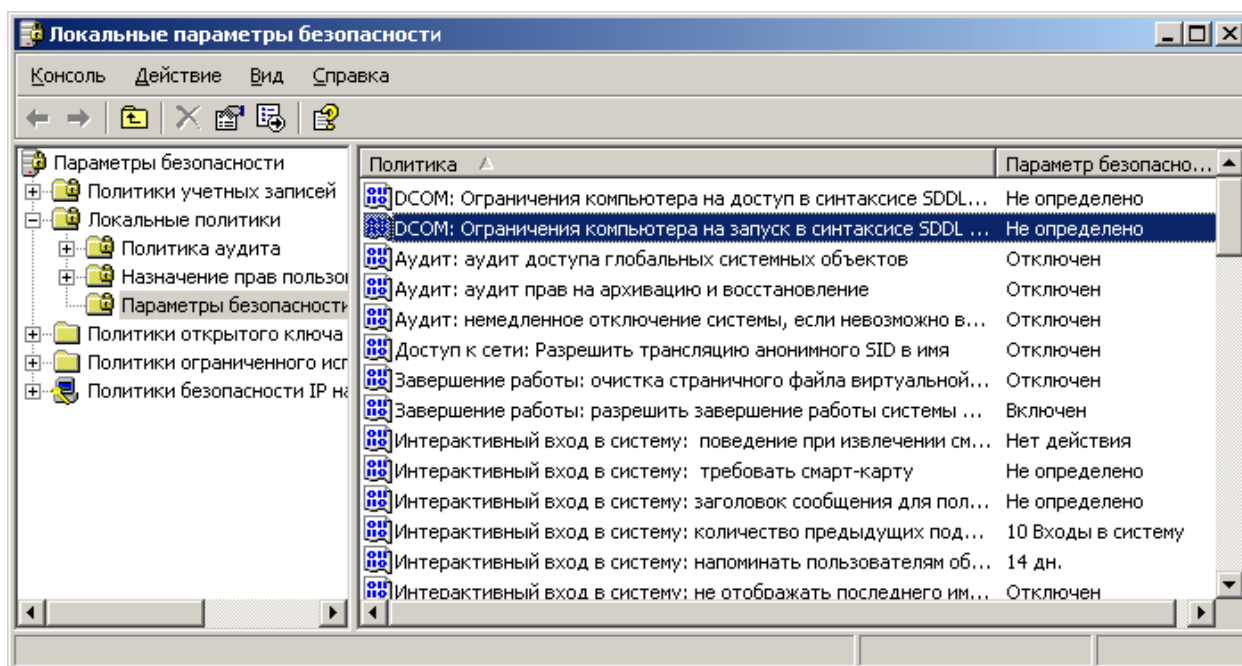 Локальные параметры безопасности
Консоль Действие Вид Справка
Параметры безопасности
Политики учетных записей
Локальные политики
Политика аудита
Назначение прав пользо
Параметры безопасности
Политики открытого ключа
Политики ограниченного исп
Политики безопасности IP на
Политика Параметр безопасно...
DCOM: Ограничения компьютера на доступ в синтаксисе SDDL... Не определено
DCOM: Ограничения компьютера на запуск в синтаксисе SDDL ... Не определено
Аудит: аудит доступа глобальных системных объектов Отключен
Аудит: аудит прав на архивацию и восстановление Отключен
Аудит: немедленное отключение системы, если невозможно в... Отключен
Доступ к сети: Разрешить трансляцию анонимного SID в имя Отключен
Завершение работы: очистка страничного файла виртуальной... Отключен
Завершение работы: разрешить завершение работы системы ... Включен
Интерактивный вход в систему:  поведение при извлечении см... Нет действия
Интерактивный вход в систему:  требовать смарт-карту Не определено
Интерактивный вход в систему: заголовок сообщения для пол... Не определено
Интерактивный вход в систему: количество предыдущих под... 10 Входы в систему
Интерактивный вход в систему: напоминать пользователям об... 14 дн.
Интерактивный вход в систему: не отображать последнего им... Отключен